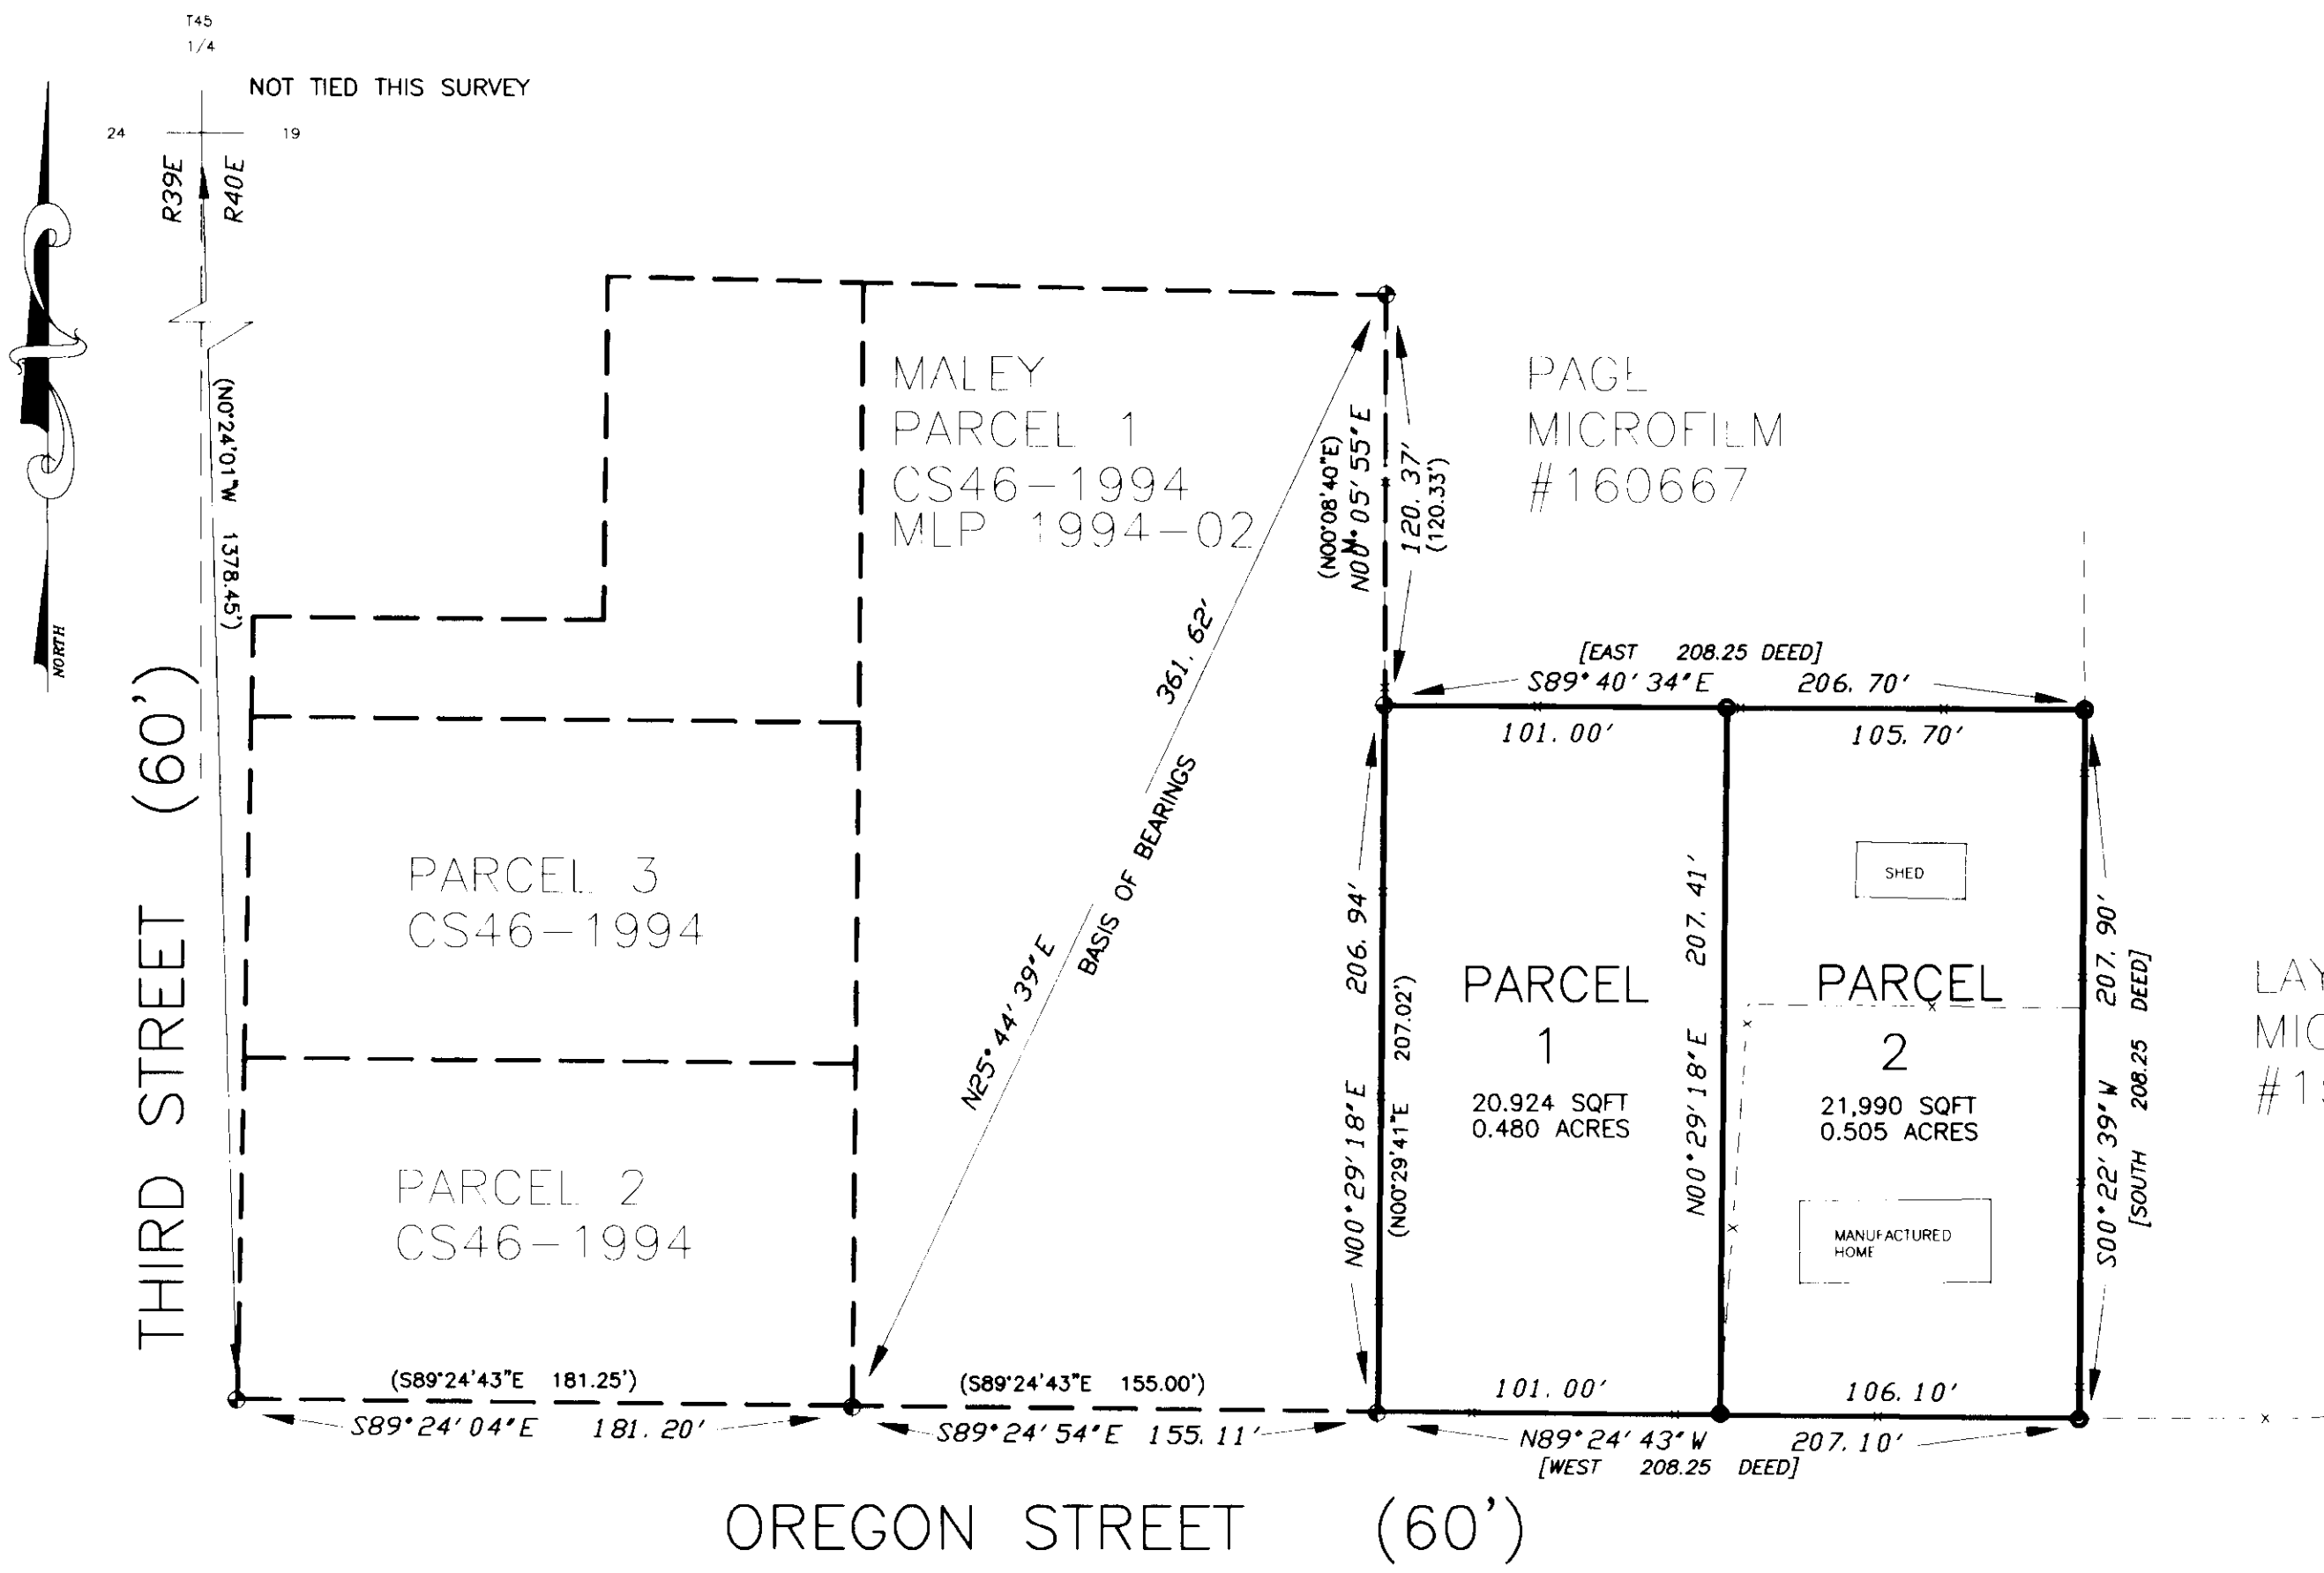 T45
1/4
NOT TIED THIS SURVEY
24
19
R39E
R40E
NORTH
(N0°24'01"W 1378.45')
THIRD STREET (60')
MALEY
PARCEL 1
CS46-1994
MLP 1994-02
PAGE
MICROFILM
#160667
(N00°08'40"E)
N00°05'55"E
M
120.37'
(120.33')
361.62'
BASIS OF BEARINGS
N25°44'39"E
[EAST 208.25 DEED]
S89°40'34"E 206.70'
101.00'
105.70'
PARCEL 3
CS46-1994
PARCEL 2
CS46-1994
N00°29'18"E 206.94'
(N00°29'41"E 207.02')
PARCEL
1
20.924 SQFT
0.480 ACRES
N00°29'18"E 207.41'
SHED
PARCEL
2
21,990 SQFT
0.505 ACRES
MANUFACTURED
HOME
S00°22'39"W 207.90'
[SOUTH 208.25 DEED]
(S89°24'43"E 181.25')
S89°24'04"E 181.20'
(S89°24'43"E 155.00')
S89°24'54"E 155.11'
101.00'
106.10'
N89°24'43"W 207.10'
[WEST 208.25 DEED]
OREGON STREET (60')